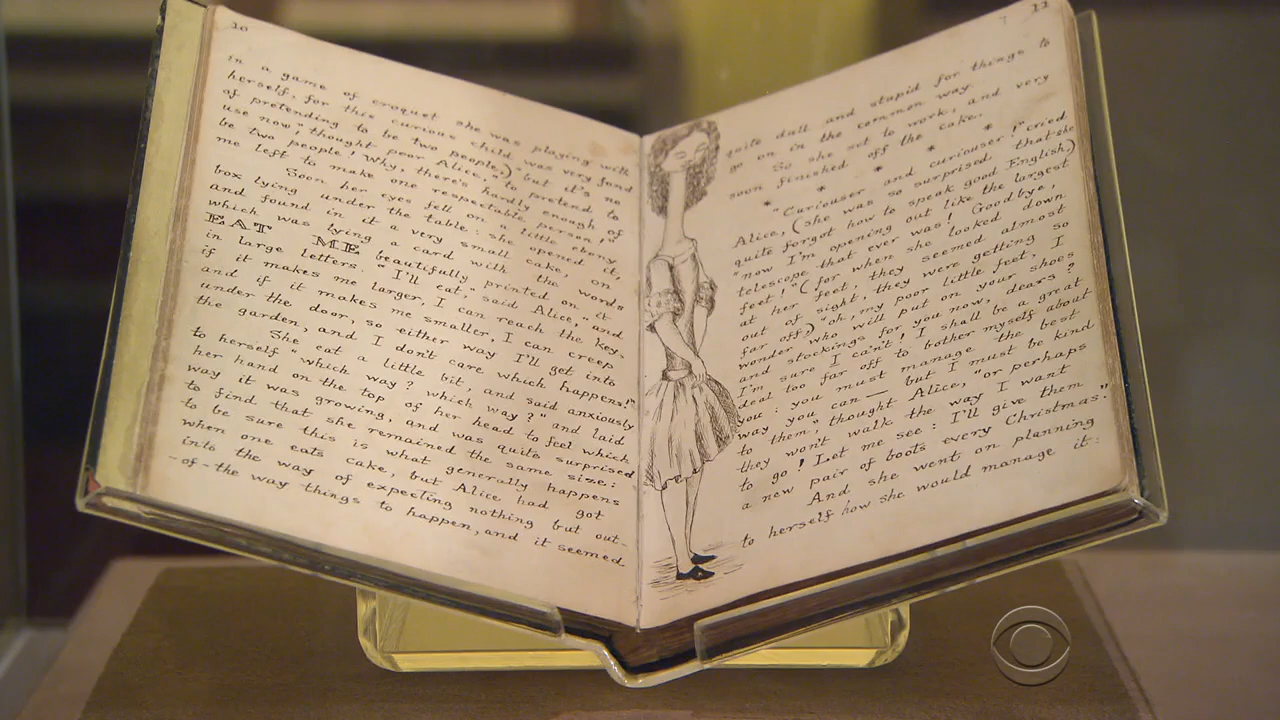 10
in a game of croquet she was playing with
herself, for this curious child was very fond
of pretending to be two people, "but it's no
use now," thought poor Alice, "to pretend to
be two people! Why, there's hardly enough of
me left to make one respectable person!"
Soon her eyes fell on a little ebony
box lying under the table: she opened it,
and found in it a very small cake, on
which was lying a card with the words
EAT ME beautifully printed on it
in large letters. "I'll eat," said Alice, "and
if it makes me larger, I can reach the key,
and if it makes me smaller, I can creep
under the door, so either way I'll get into
the garden, and I don't care which happens!"
She eat a little bit, and said anxiously
to herself "which way? which way?" and laid
her hand on the top of her head to feel which
way it was growing, and was quite surprised
to find that she remained the same size:
to be sure this is what generally happens
when one eats cake, but Alice had got
into the way of expecting nothing but out-
-of-the way things to happen, and it seemed
11
quite dull and stupid for things to
go on in the common way.
So she set to work, and very
soon finished off the cake.
* * * *
"Curiouser and curiouser!" cried
Alice, (she was so surprised that she
quite forgot how to speak good English,)
"now I'm opening out like the largest
telescope that ever was! Goodbye,
feet!" (for when she looked down
at her feet, they seemed almost
out of sight, they were getting so
far off,) "oh, my poor little feet, I
wonder who will put on your shoes
and stockings for you now, dears?
I'm sure I can't! I shall be a great
deal too far off to bother myself about
you: you must manage the best
way you can — but I must be kind
to them," thought Alice, "or perhaps
they won't walk the way I want
to go! Let me see: I'll give them
a new pair of boots every Christmas."
And she went on planning
to herself how she would manage it: